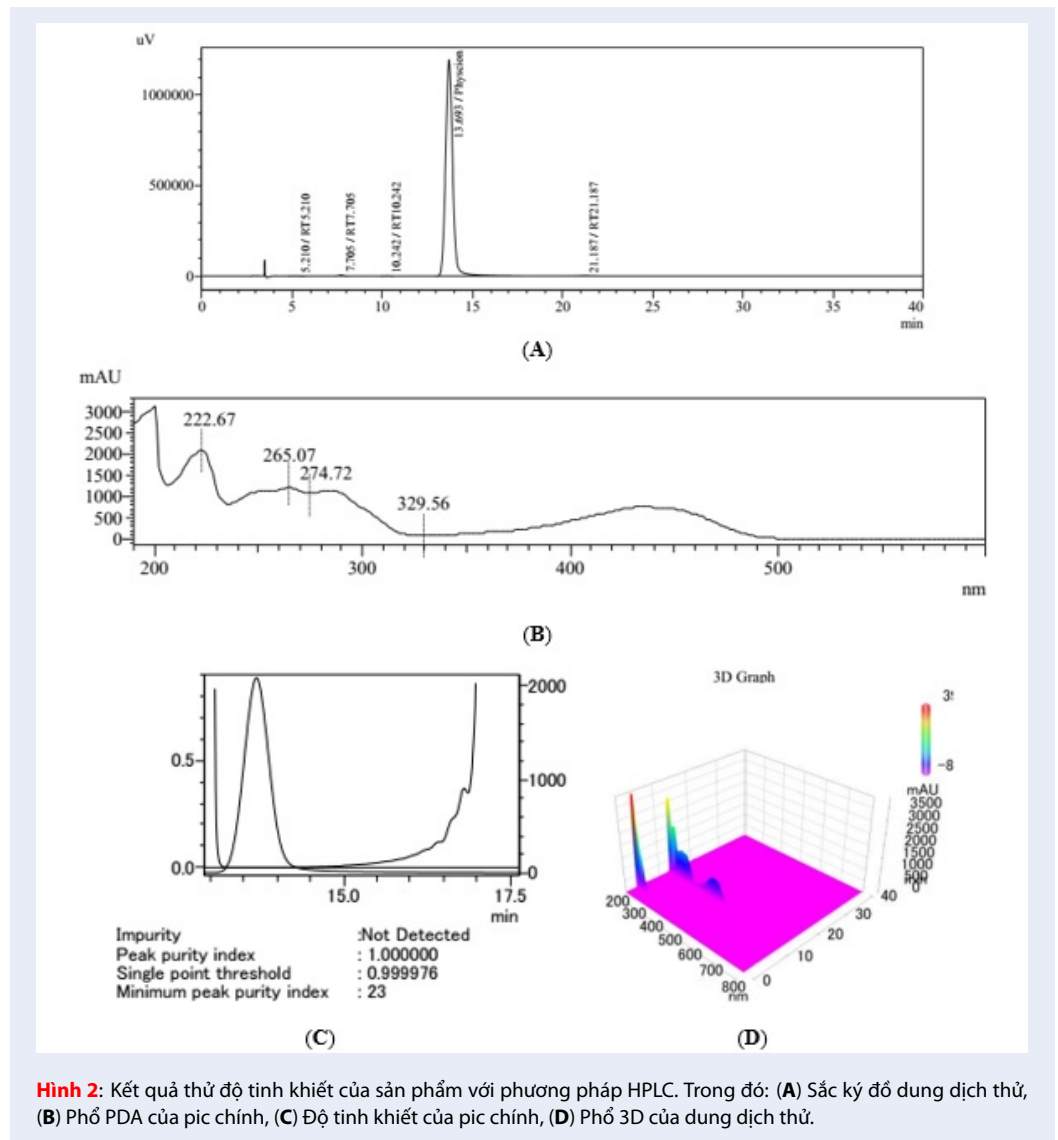 uV
1000000
500000
0
5.210 / RT5.210
7.705 / RT7.705
10.242 / RT10.242
13.693 / Physcion
21.187 / RT21.187
0 5 10 15 20 25 30 35 40
min
(A)
mAU
3000
2500
2000
1500
1000
500
0
222.67
265.07
274.72
329.56
200 300 400 500
nm
(B)
0.5
0.0
2000
1000
0
15.0 17.5
min
Impurity :Not Detected
Peak purity index : 1.000000
Single point threshold : 0.999976
Minimum peak purity index : 23
(C)
3D Graph
-8
mAU
3500
3000
2500
2000
1500
1000
500
0
200
300
400
500
600
700
800
nm
0
10
20
30
40
(D)
Hình 2: Kết quả thử độ tinh khiết của sản phẩm với phương pháp HPLC. Trong đó: (A) Sắc ký đồ dung dịch thử,
(B) Phổ PDA của pic chính, (C) Độ tinh khiết của pic chính, (D) Phổ 3D của dung dịch thử.